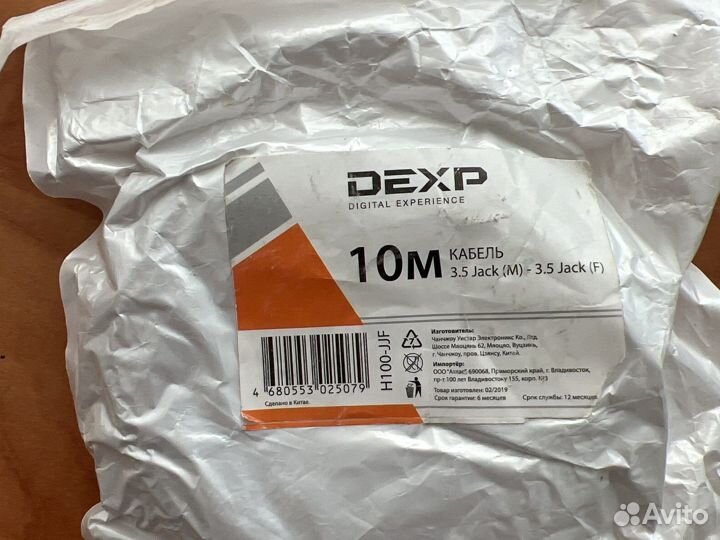 DEXP
DIGITAL EXPERIENCE
10М
КАБЕЛЬ
3.5 Jack (M) - 3.5 Jack (F)
4 680553 025079
Сделано в Китае.
H100-JJF
Изготовитель:
Чанчжоу Уистар Электроникс Ко., Лтд.
Шоссе Мяоцянь 62, Мяоцяо, Вуцзинь,
г. Чанчжоу, пров. Цзянсу, Китай.
Импортёр:
ООО "Атлас", 690068, Приморский край, г. Владивосток,
пр-т 100 лет Владивостоку 155, корп. №3
Товар изготовлен: 02/2019
Срок гарантии: 6 месяцев
Срок службы: 12 месяцев
Avito